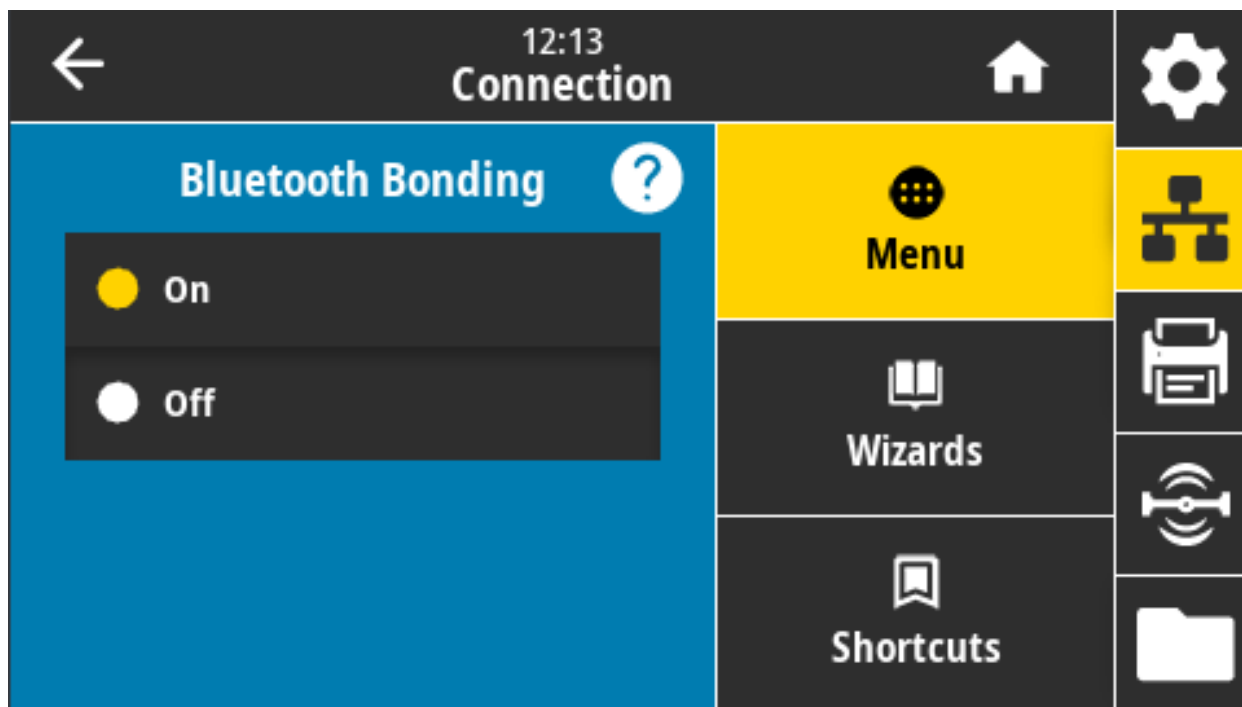 12:13
Connection
Bluetooth Bonding
?
On
Off
Menu
Wizards
Shortcuts